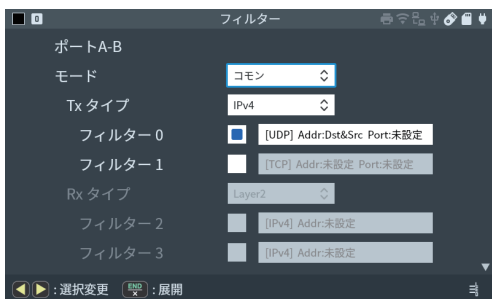 0 フィルター
ポートA-B
モード コモン
Tx タイプ IPv4
フィルター 0 [UDP] Addr:Dst&Src Port:未設定
フィルター 1 [TCP] Addr:未設定 Port:未設定
Rx タイプ Layer2
フィルター 2 [IPv4] Addr:未設定
フィルター 3 [IPv4] Addr:未設定
:選択変更 END × :展開